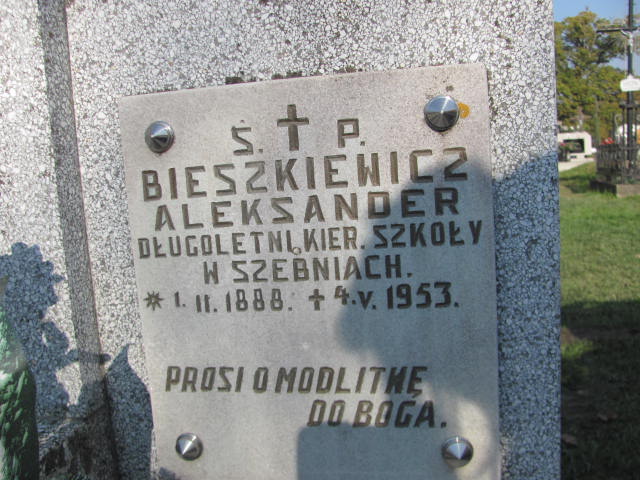 Ś. † P.
BIESZKIEWICZ
ALEKSANDER
DŁUGOLETNI KIER. SZKOŁY
W SZEBNIACH.
* 1. II. 1888. † 4. V. 1953.
PROSI O MODLITWĘ
DO BOGA.